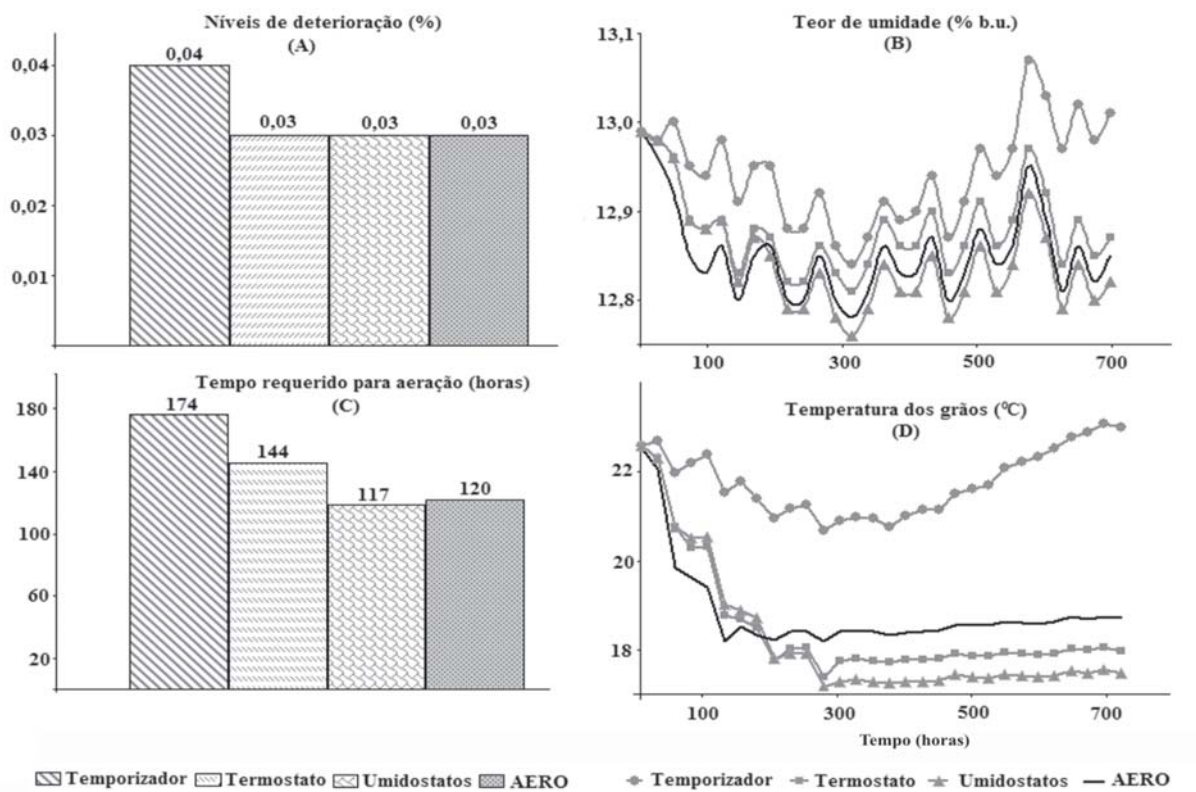 Níveis de deterioração (%)
(A)
0,04
0,03
0,02
0,01
0,04
0,03
0,03
0,03
Teor de umidade (% b.u.)
(B)
13,1
13,0
12,9
12,8
100
300
500
700
Tempo requerido para aeração (horas)
(C)
180
140
100
60
20
174
144
117
120
Temperatura dos grãos (⁰C)
(D)
22
20
18
100
300
500
700
Tempo (horas)
Temporizador Termostato Umidostatos AERO
Temporizador Termostato Umidostatos AERO